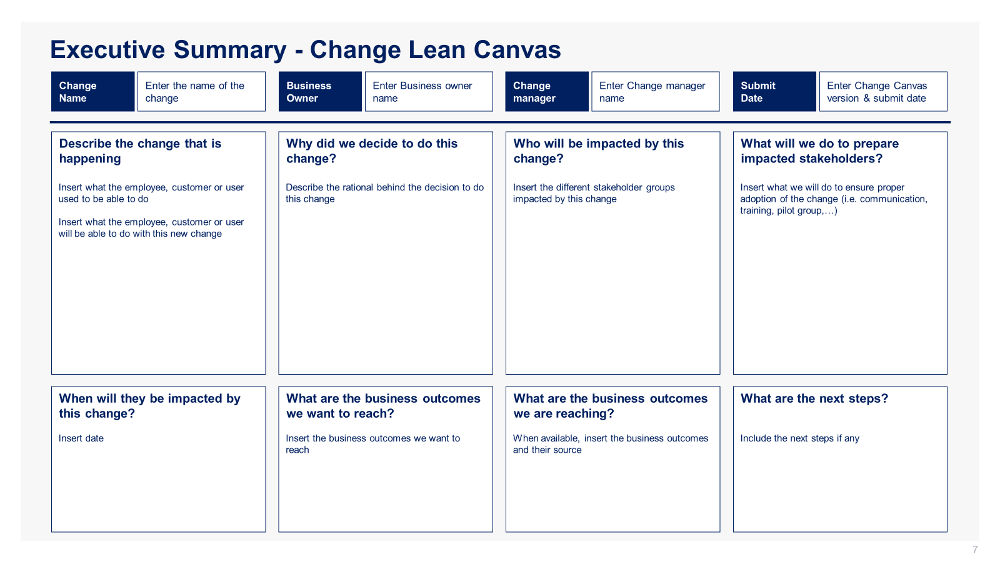 Executive Summary - Change Lean Canvas
Change
Name
Enter the name of the
change
Business
Owner
Enter Business owner
name
Change
manager
Enter Change manager
name
Submit
Date
Enter Change Canvas
version & submit date
Describe the change that is
happening
Insert what the employee, customer or user
used to be able to do
Insert what the employee, customer or user
will be able to do with this new change
Why did we decide to do this
change?
Describe the rational behind the decision to do
this change
Who will be impacted by this
change?
Insert the different stakeholder groups
impacted by this change
What will we do to prepare
impacted stakeholders?
Insert what we will do to ensure proper
adoption of the change (i.e. communication,
training, pilot group,…)
When will they be impacted by
this change?
Insert date
What are the business outcomes
we want to reach?
Insert the business outcomes we want to
reach
What are the business outcomes
we are reaching?
When available, insert the business outcomes
and their source
What are the next steps?
Include the next steps if any
7